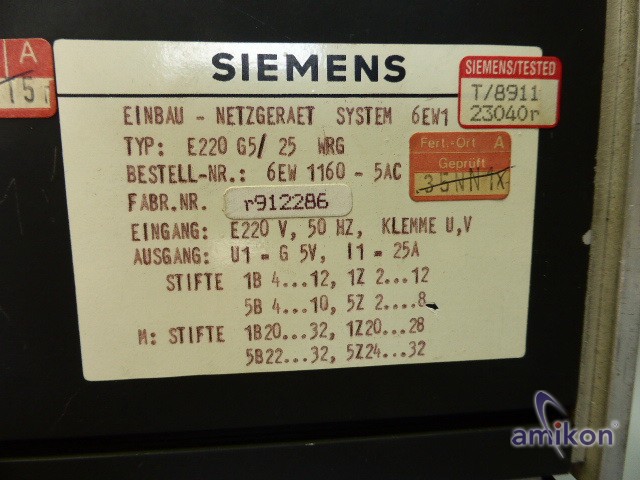 SIEMENS
EINBAU - NETZGERAET SYSTEM 6EW1
TYP: E220 G5/ 25 WRG
BESTELL-NR.: 6EW 1160 - 5AC
FABR.NR. r912286
EINGANG: E220 V, 50 HZ, KLEMME U,V
AUSGANG: U1 = G 5V, I1 = 25A
STIFTE 1B 4...12, 1Z 2...12
5B 4...10, 5Z 2....8
M: STIFTE 1B20...32, 1Z20...28
5B22...32, 5Z24...32
SIEMENS/TESTED
T/8911
23040r
Fert.-Ort A
Geprüft
35NN1X
A
amikon